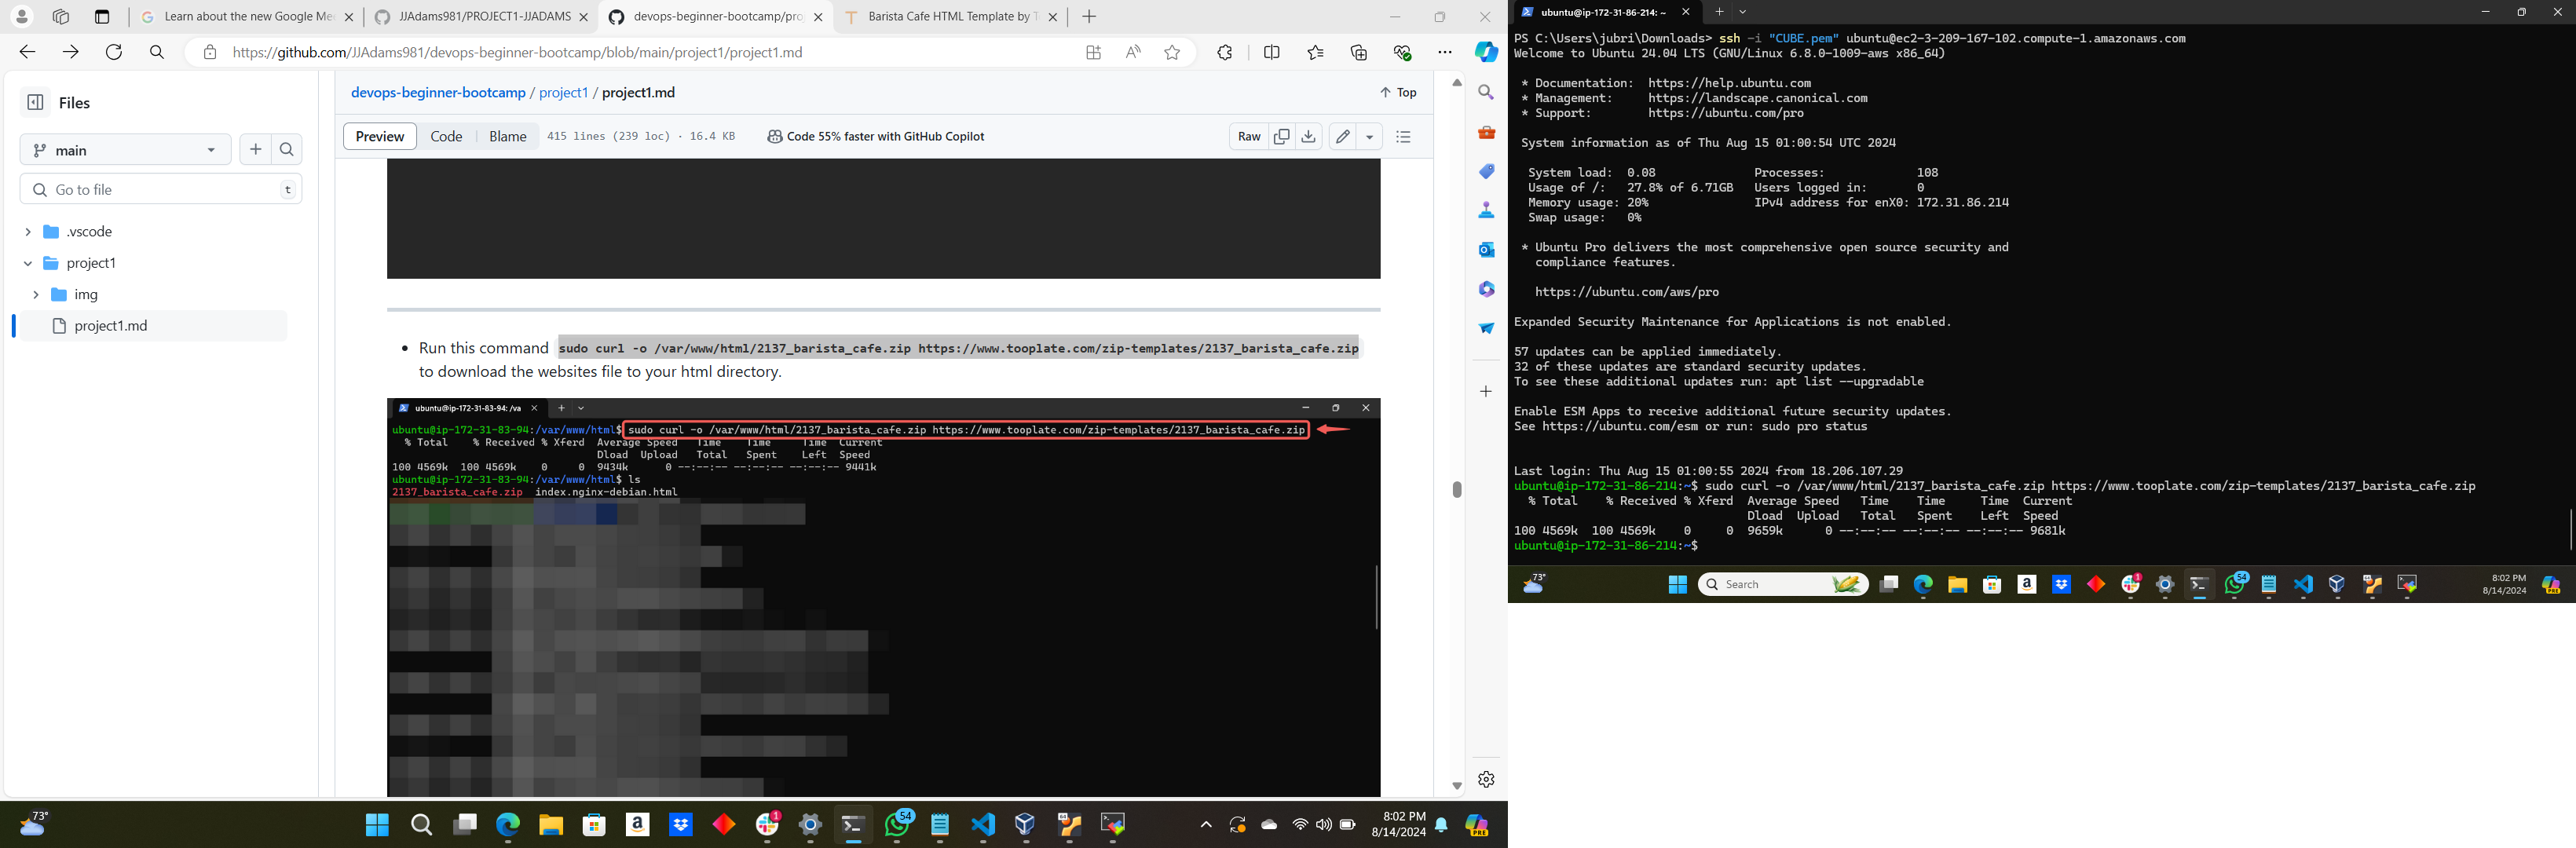 Learn about the new Google Me
JJAdams981/PROJECT1-JJADAMS
devops-beginner-bootcamp/pro
Barista Cafe HTML Template by T
https://github.com/JJAdams981/devops-beginner-bootcamp/blob/main/project1/project1.md
Files
main
Go to file
t
.vscode
project1
img
project1.md
devops-beginner-bootcamp / project1 / project1.md
Top
Preview
Code
Blame
415 lines (239 loc) · 16.4 KB
Code 55% faster with GitHub Copilot
Raw
• Run this command sudo curl -o /var/www/html/2137_barista_cafe.zip https://www.tooplate.com/zip-templates/2137_barista_cafe.zip
to download the websites file to your html directory.
ubuntu@ip-172-31-83-94: /va
ubuntu@ip-172-31-83-94:/var/www/html$ sudo curl -o /var/www/html/2137_barista_cafe.zip https://www.tooplate.com/zip-templates/2137_barista_cafe.zip
% Total % Received % Xferd Average Speed Time Time Time Current
Dload Upload Total Spent Left Speed
100 4569k 100 4569k 0 0 9434k 0 --:--:-- --:--:-- --:--:-- 9441k
ubuntu@ip-172-31-83-94:/var/www/html$ ls
2137_barista_cafe.zip index.nginx-debian.html
73°
1
54
PRE
8:02 PM
8/14/2024
ubuntu@ip-172-31-86-214: ~
PS C:\Users\jubri\Downloads> ssh -i "CUBE.pem" ubuntu@ec2-3-209-167-102.compute-1.amazonaws.com
Welcome to Ubuntu 24.04 LTS (GNU/Linux 6.8.0-1009-aws x86_64)
* Documentation: https://help.ubuntu.com
* Management: https://landscape.canonical.com
* Support: https://ubuntu.com/pro
System information as of Thu Aug 15 01:00:54 UTC 2024
System load: 0.08 Processes: 108
Usage of /: 27.8% of 6.71GB Users logged in: 0
Memory usage: 20% IPv4 address for enX0: 172.31.86.214
Swap usage: 0%
* Ubuntu Pro delivers the most comprehensive open source security and
compliance features.
https://ubuntu.com/aws/pro
Expanded Security Maintenance for Applications is not enabled.
57 updates can be applied immediately.
32 of these updates are standard security updates.
To see these additional updates run: apt list --upgradable
Enable ESM Apps to receive additional future security updates.
See https://ubuntu.com/esm or run: sudo pro status
Last login: Thu Aug 15 01:00:55 2024 from 18.206.107.29
ubuntu@ip-172-31-86-214:~$ sudo curl -o /var/www/html/2137_barista_cafe.zip https://www.tooplate.com/zip-templates/2137_barista_cafe.zip
% Total % Received % Xferd Average Speed Time Time Time Current
Dload Upload Total Spent Left Speed
100 4569k 100 4569k 0 0 9659k 0 --:--:-- --:--:-- --:--:-- 9681k
ubuntu@ip-172-31-86-214:~$
73°
Search
1
54
8:02 PM
8/14/2024
PRE